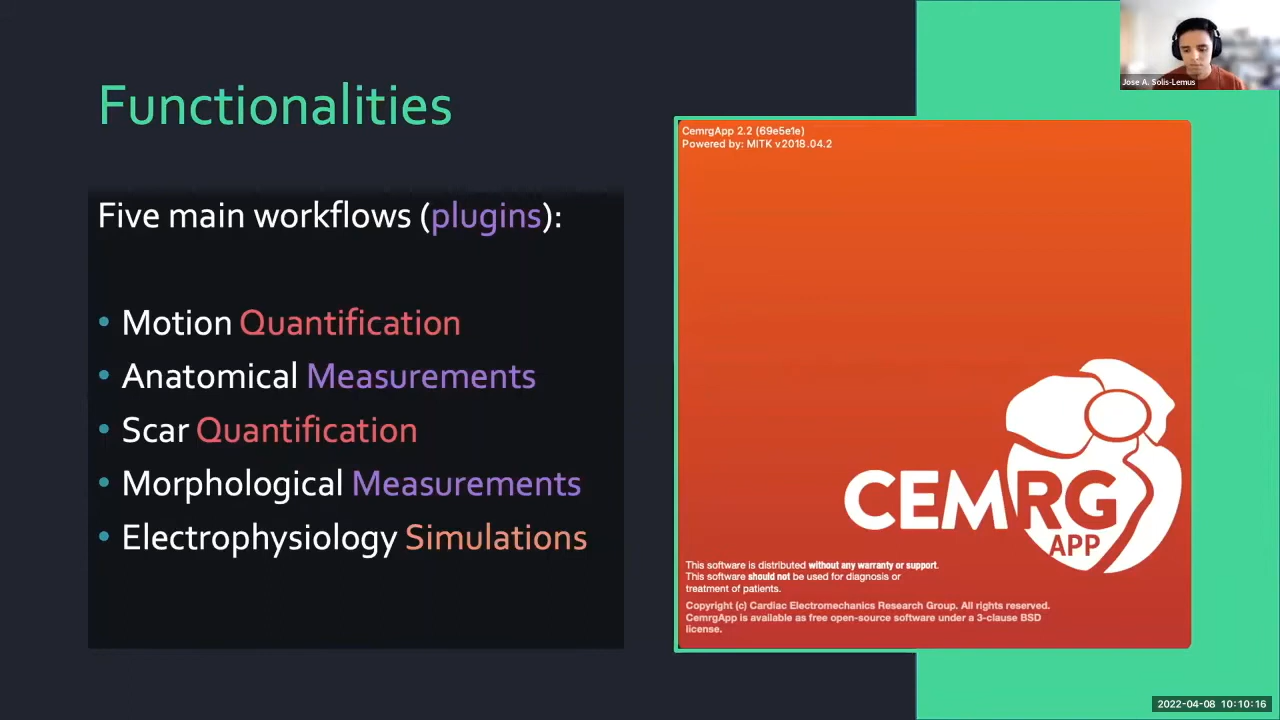 Functionalities
Five main workflows (plugins):
• Motion Quantification
• Anatomical Measurements
• Scar Quantification
• Morphological Measurements
• Electrophysiology Simulations
CemrgApp 2.2 (69e5e1e)
Powered by: MITK v2018.04.2
CEMRG
APP
This software is distributed without any warranty or support.
This software should not be used for diagnosis or
treatment of patients.
Copyright (c) Cardiac Electromechanics Research Group. All rights reserved.
CemrgApp is available as free open-source software under a 3-clause BSD
license.
Jose A. Solis-Lemus
2022-04-08 10:10:16